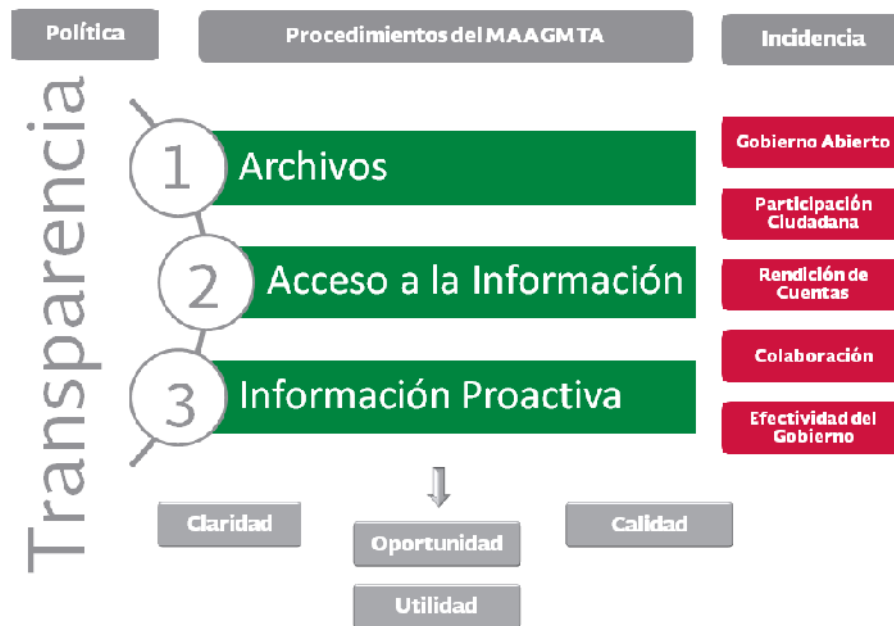 Política
Procedimientos del MAAGMTA
Incidencia
Transparencia
1
Archivos
2
Acceso a la Información
3
Información Proactiva
Gobierno Abierto
Participación
Ciudadana
Rendición de
Cuentas
Colaboración
Efectividad del
Gobierno
Claridad
Oportunidad
Calidad
Utilidad